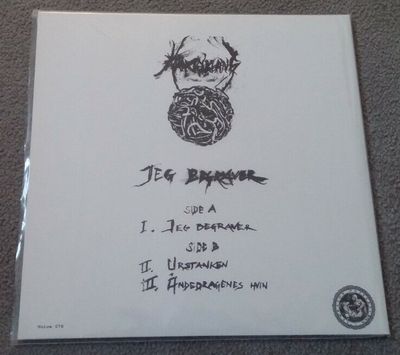 JEG BEGRAVER
SIDE A
I. JEG BEGRAVER
SIDE B
II. URSTANKEN
III. ÅNDEDRAGENES HVIN